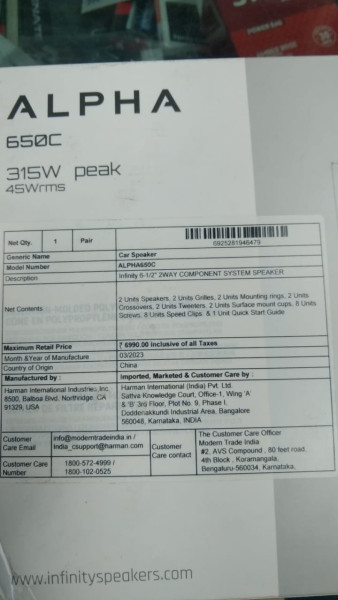 ALPHA
650C
315W peak
45Wrms
Net Qty. 1 Pair
6925281946479
Generic Name Car Speaker
Model Number ALPHA650C
Description Infinity 6-1/2" 2WAY COMPONENT SYSTEM SPEAKER
Net Contents 2 Units Speakers, 2 Units Grilles, 2 Units Mounting rings, 2 Units
Crossovers, 2 Units Tweeters, 2 Units Surface mount cups, 8 Units
Screws, 8 Units Speed Clips, & 1 Unit Quick Start Guide
Maximum Retail Price ₹ 6990.00 inclusive of all Taxes
Month &Year of Manufacture 03/2023
Country of Origin China
Manufactured by : Imported, Marketed & Customer Care by :
Harman International Industries,Inc.
8500, Balboa Blvd. Northridge, CA
91329, USA
Harman International (India) Pvt. Ltd.
Sattva Knowledge Court, Office-1, Wing 'A'
& 'B' 3rd Floor, Plot No. 9, Phase I,
Doddenakkundi Industrial Area, Bangalore
560048, Karnataka, INDIA
Customer
Care Email
info@moderntradeindia.in /
India_csupport@harman.com
Customer Care
Number
1800-572-4999 /
1800-102-0525
Customer
Care contact
The Customer Care Officer
Modern Trade India
#2, AVS Compound , 80 feet road,
4th Block , Koramangala,
Bengaluru-560034, Karnataka,
www.infinityspeakers.com